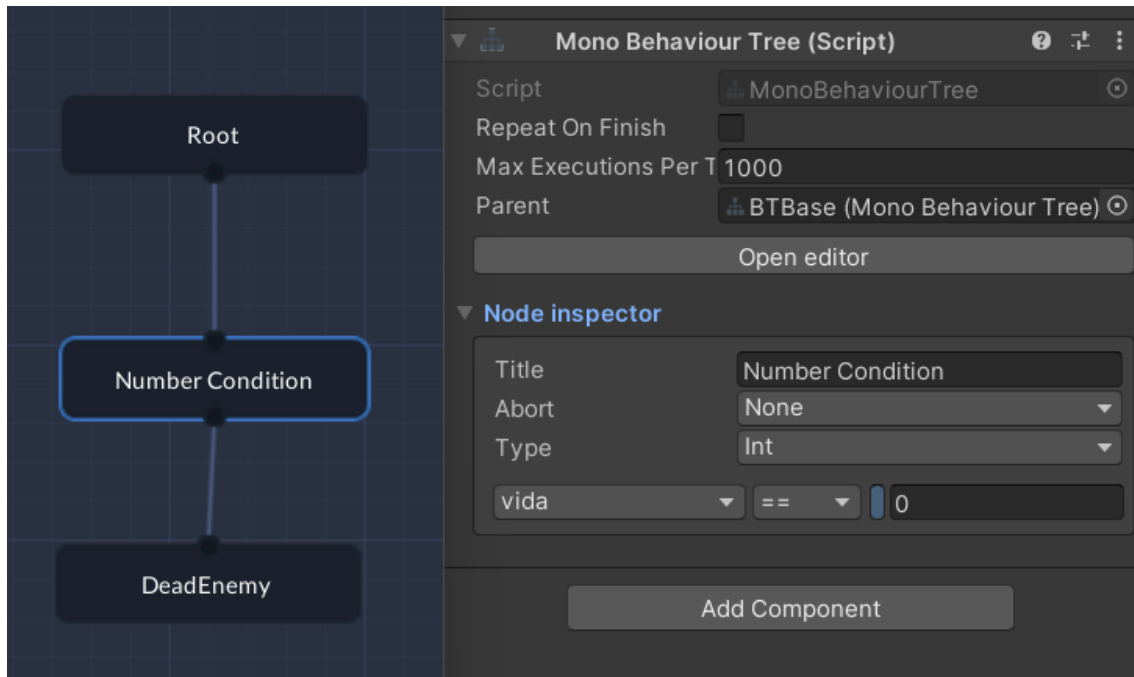 Root
Number Condition
DeadEnemy
Mono Behaviour Tree (Script)
Script MonoBehaviourTree
Repeat On Finish
Max Executions Per T 1000
Parent BTBase (Mono Behaviour Tree)
Open editor
Node inspector
Title Number Condition
Abort None
Type Int
vida == 0
Add Component